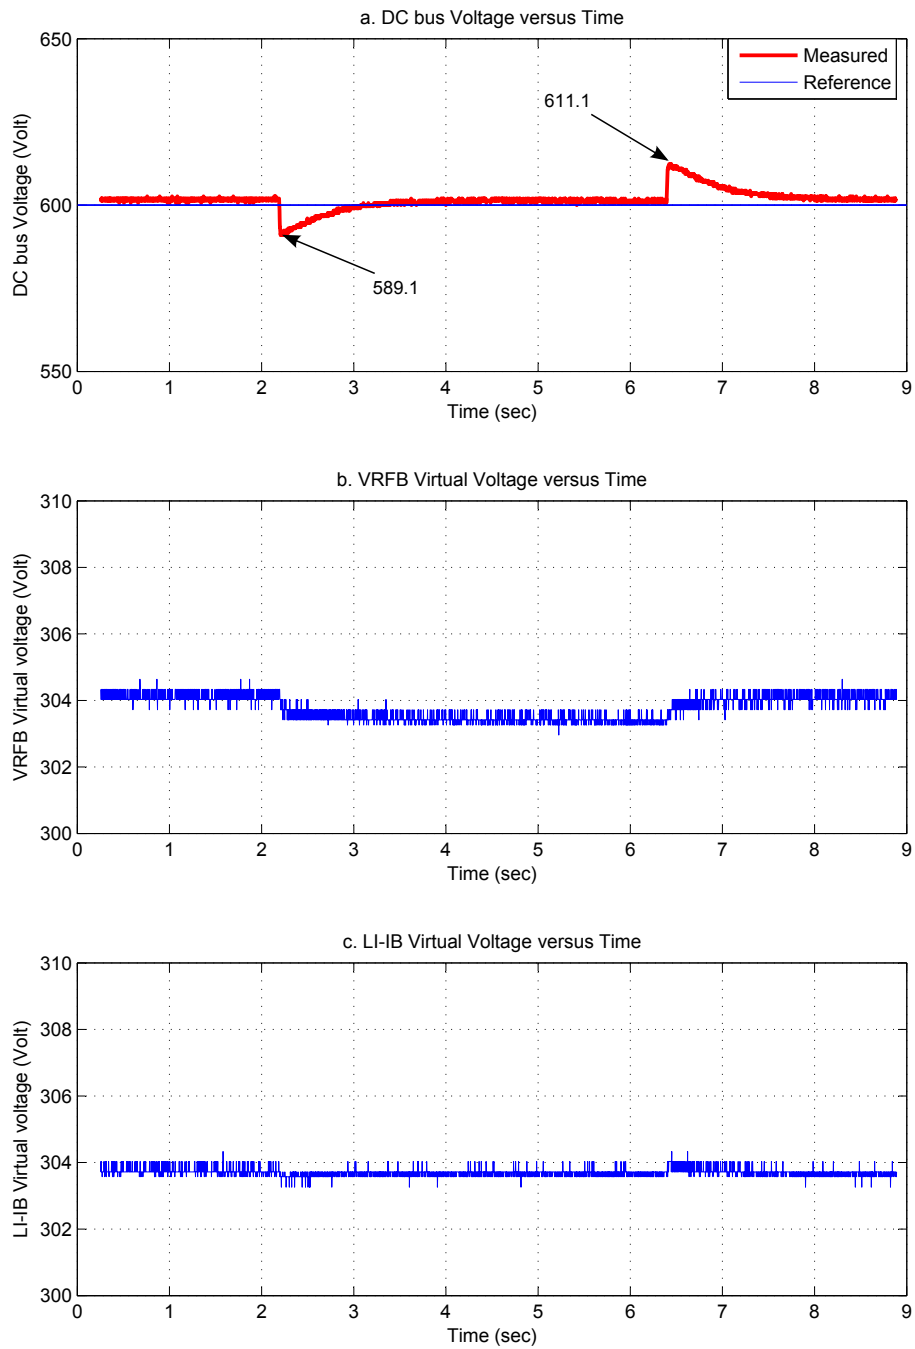 a. DC bus Voltage versus Time
650
600
550
DC bus Voltage (Volt)
Measured
Reference
611.1
589.1
0 1 2 3 4 5 6 7 8 9
Time (sec)
b. VRFB Virtual Voltage versus Time
310
308
306
304
302
300
VRFB Virtual voltage (Volt)
0 1 2 3 4 5 6 7 8 9
Time (sec)
c. LI-IB Virtual Voltage versus Time
310
308
306
304
302
300
LI-IB Virtual voltage (Volt)
0 1 2 3 4 5 6 7 8 9
Time (sec)